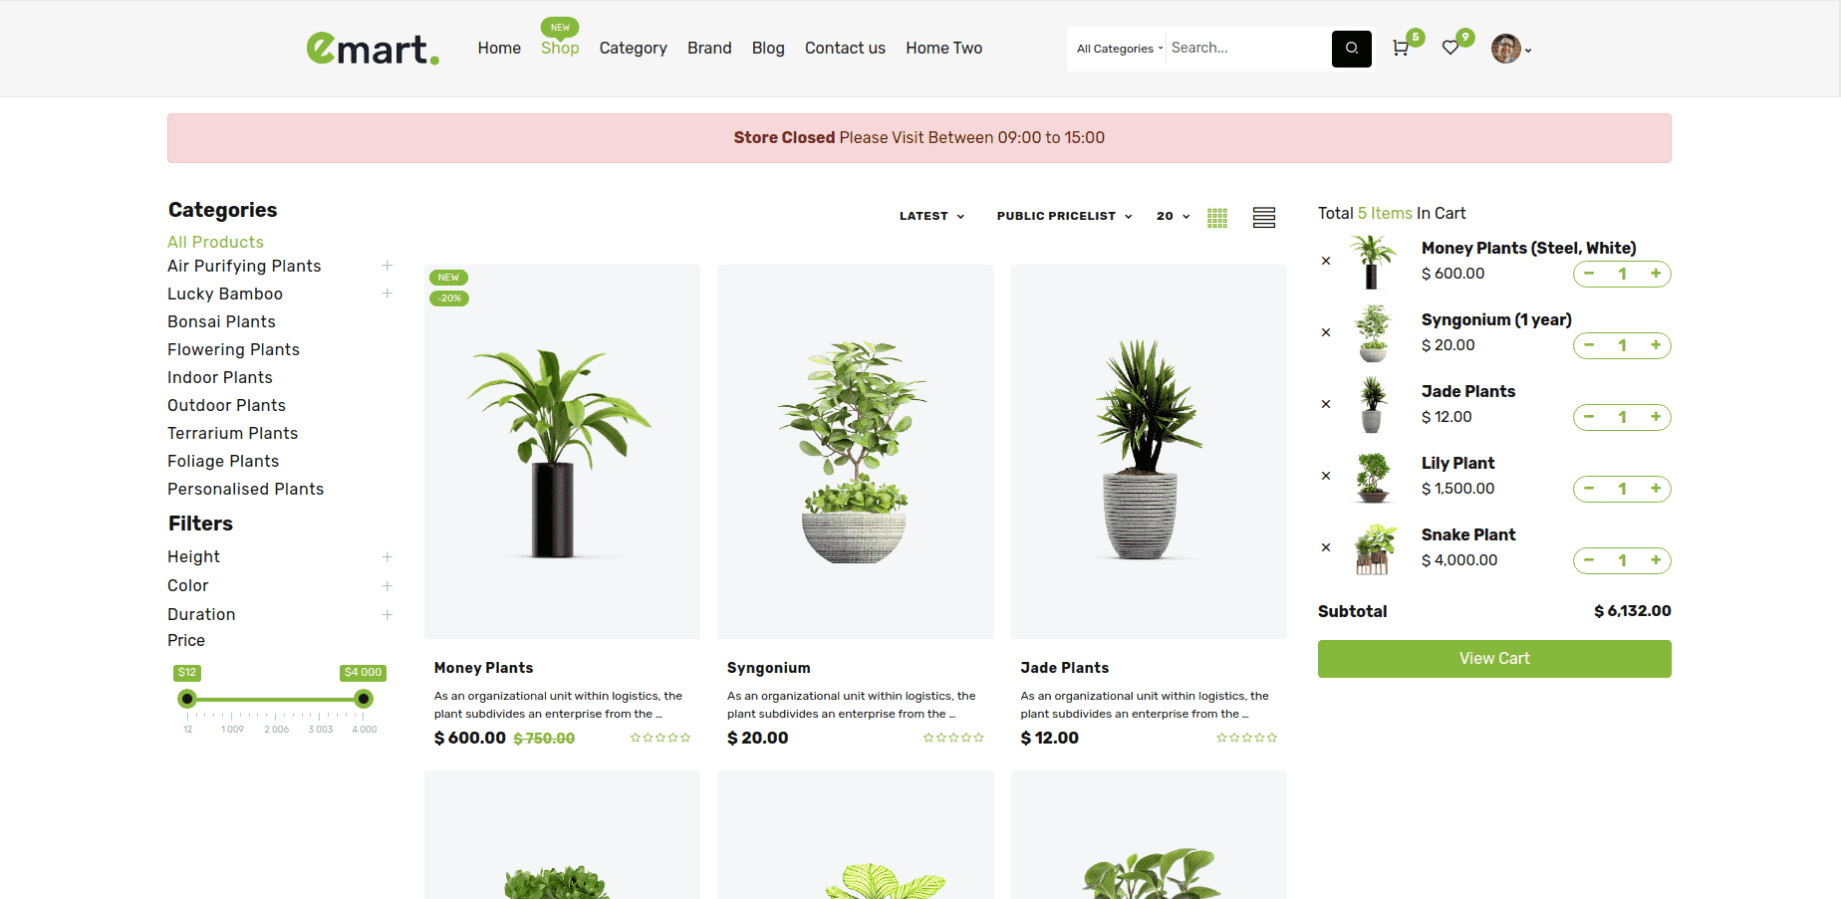 emart.
Home
NEW
Shop
Category
Brand
Blog
Contact us
Home Two
All Categories
Search...
5
9
Store Closed Please Visit Between 09:00 to 15:00
Categories
All Products
Air Purifying Plants
Lucky Bamboo
Bonsai Plants
Flowering Plants
Indoor Plants
Outdoor Plants
Terrarium Plants
Foliage Plants
Personalised Plants
Filters
Height
Color
Duration
Price
$12 $4 000
12 1 009 2 006 3 003 4 000
LATEST
PUBLIC PRICELIST
20
NEW
-20%
Money Plants
As an organizational unit within logistics, the
plant subdivides an enterprise from the ...
$ 600.00 $ 750.00
Syngonium
As an organizational unit within logistics, the
plant subdivides an enterprise from the ...
$ 20.00
Jade Plants
As an organizational unit within logistics, the
plant subdivides an enterprise from the ...
$ 12.00
Total 5 Items In Cart
× Money Plants (Steel, White)
$ 600.00 − 1 +
× Syngonium (1 year)
$ 20.00 − 1 +
× Jade Plants
$ 12.00 − 1 +
× Lily Plant
$ 1,500.00 − 1 +
× Snake Plant
$ 4,000.00 − 1 +
Subtotal $ 6,132.00
View Cart